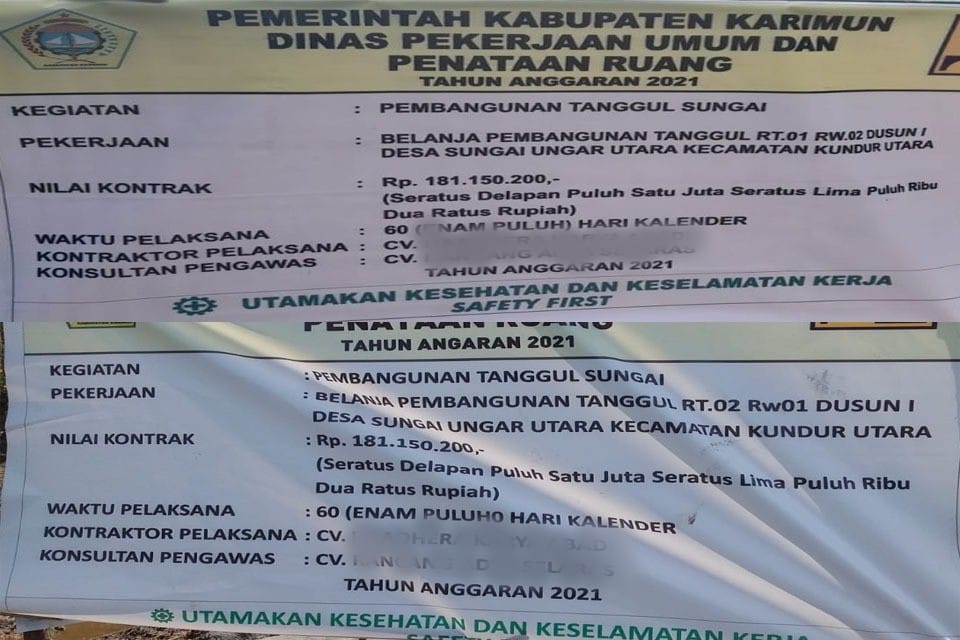 PEMERINTAH KABUPATEN KARIMUN
DINAS PEKERJAAN UMUM DAN
PENATAAN RUANG
TAHUN ANGGARAN 2021
KEGIATAN : PEMBANGUNAN TANGGUL SUNGAI
PEKERJAAN : BELANJA PEMBANGUNAN TANGGUL RT.01 RW.02 DUSUN I
DESA SUNGAI UNGAR UTARA KECAMATAN KUNDUR UTARA
NILAI KONTRAK : Rp. 181.150.200,-
(Seratus Delapan Puluh Satu Juta Seratus Lima Puluh Ribu
Dua Ratus Rupiah)
WAKTU PELAKSANA : 60 (ENAM PULUH) HARI KALENDER
KONTRAKTOR PELAKSANA : CV.
KONSULTAN PENGAWAS : CV.
TAHUN ANGGARAN 2021
UTAMAKAN KESEHATAN DAN KESELAMATAN KERJA
SAFETY FIRST
PENATAAN RUANG
TAHUN ANGARAN 2021
KEGIATAN : PEMBANGUNAN TANGGUL SUNGAI
PEKERJAAN : BELANJA PEMBANGUNAN TANGGUL RT.02 Rw01 DUSUN I
DESA SUNGAI UNGAR UTARA KECAMATAN KUNDUR UTARA
NILAI KONTRAK : Rp. 181.150.200,-
(Seratus Delapan Puluh Satu Juta Seratus Lima Puluh Ribu
Dua Ratus Rupiah)
WAKTU PELAKSANA : 60 (ENAM PULUH0 HARI KALENDER
KONTRAKTOR PELAKSANA : CV.
KONSULTAN PENGAWAS : CV.
TAHUN ANGGARAN 2021
UTAMAKAN KESEHATAN DAN KESELAMATAN KERJA